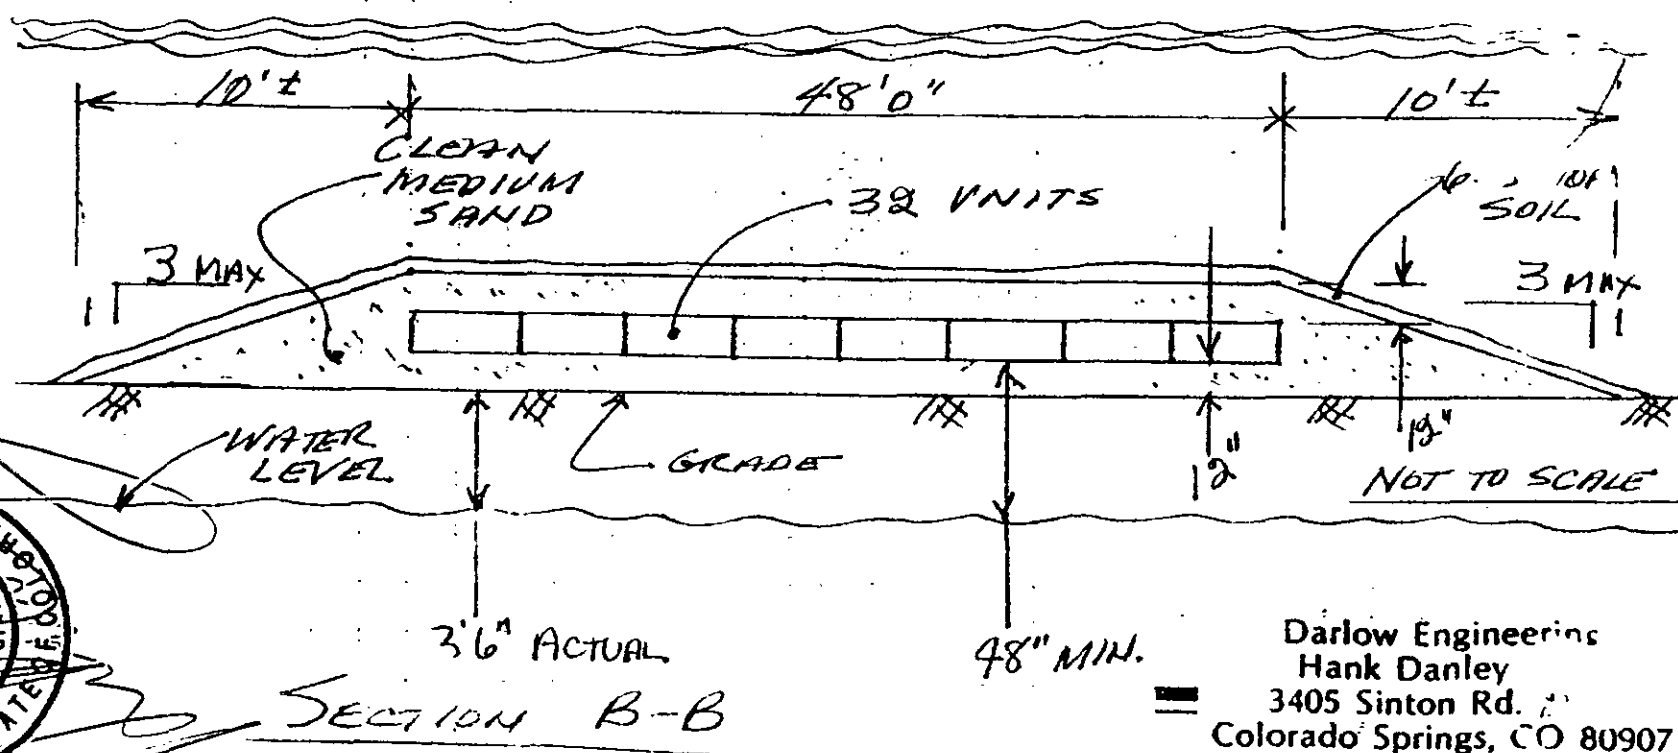 10' ±
48'0"
10' ±
CLEAN
MEDIUM
SAND
32 UNITS
SOIL
3 MAX
1
3 MAX
1
12"
12"
WATER
LEVEL
GRADE
NOT TO SCALE
3'6" ACTUAL
48" MIN.
SECTION B-B
Darlow Engineering
Hank Danley
3405 Sinton Rd.
Colorado Springs, CO 80907